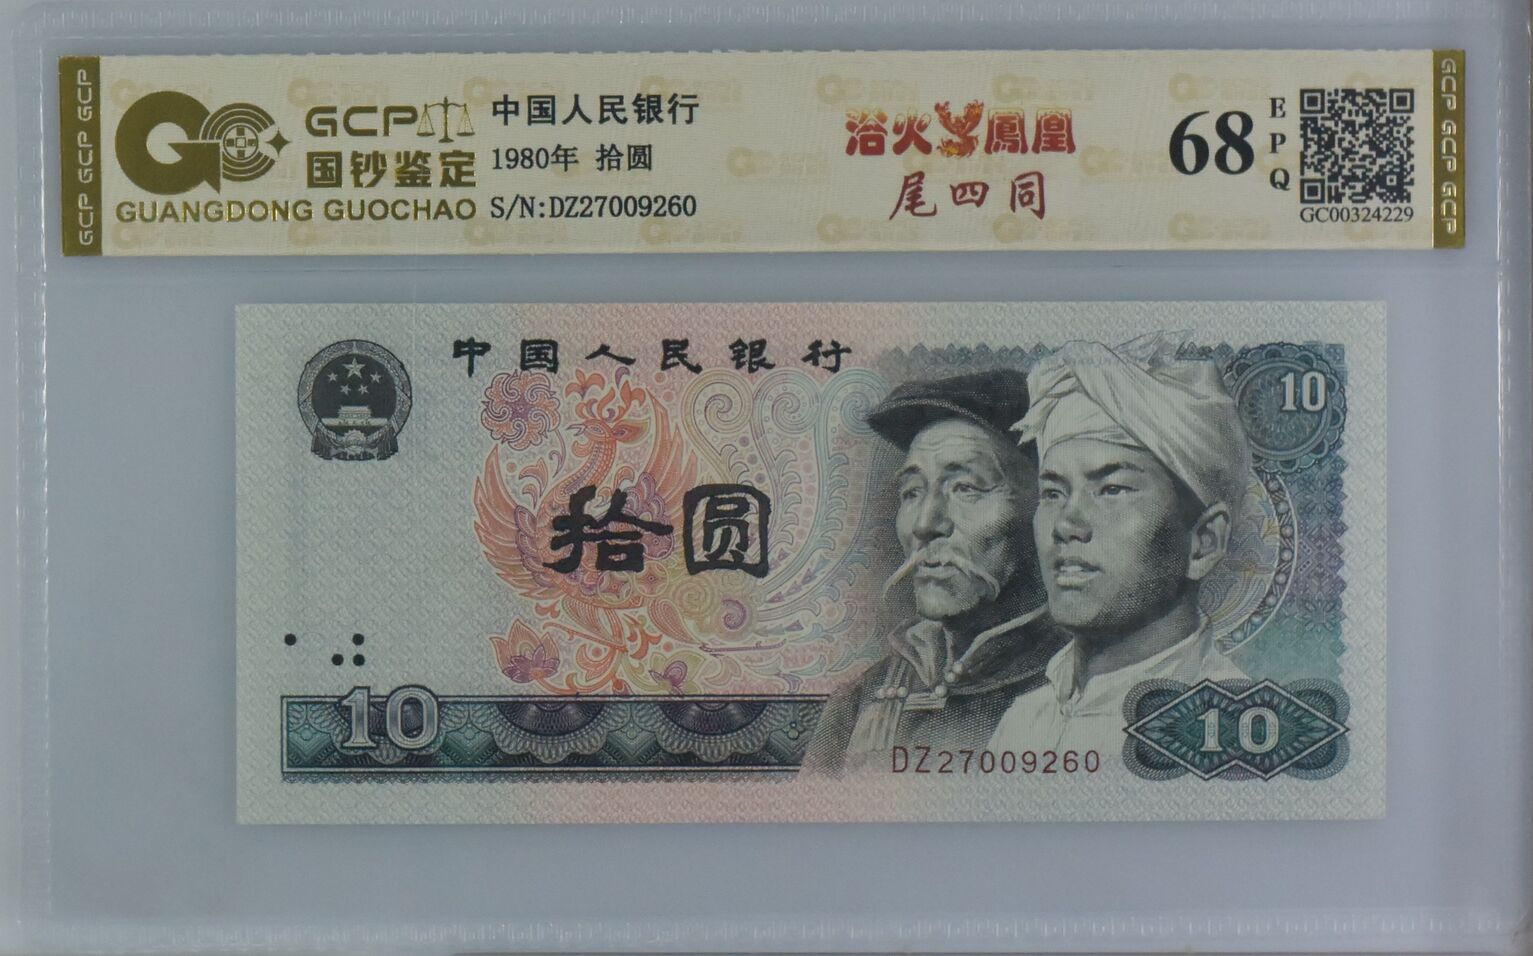 GCP GCP GCP
GCP
国钞鉴定
GUANGDONG GUOCHAO
中国人民银行
1980年 拾圆
S/N:DZ27009260
浴火鳳凰
尾四同
68
EPQ
GC00324229
GCP GCP GCP
中国人民银行
10
拾圆
10
DZ27009260
10